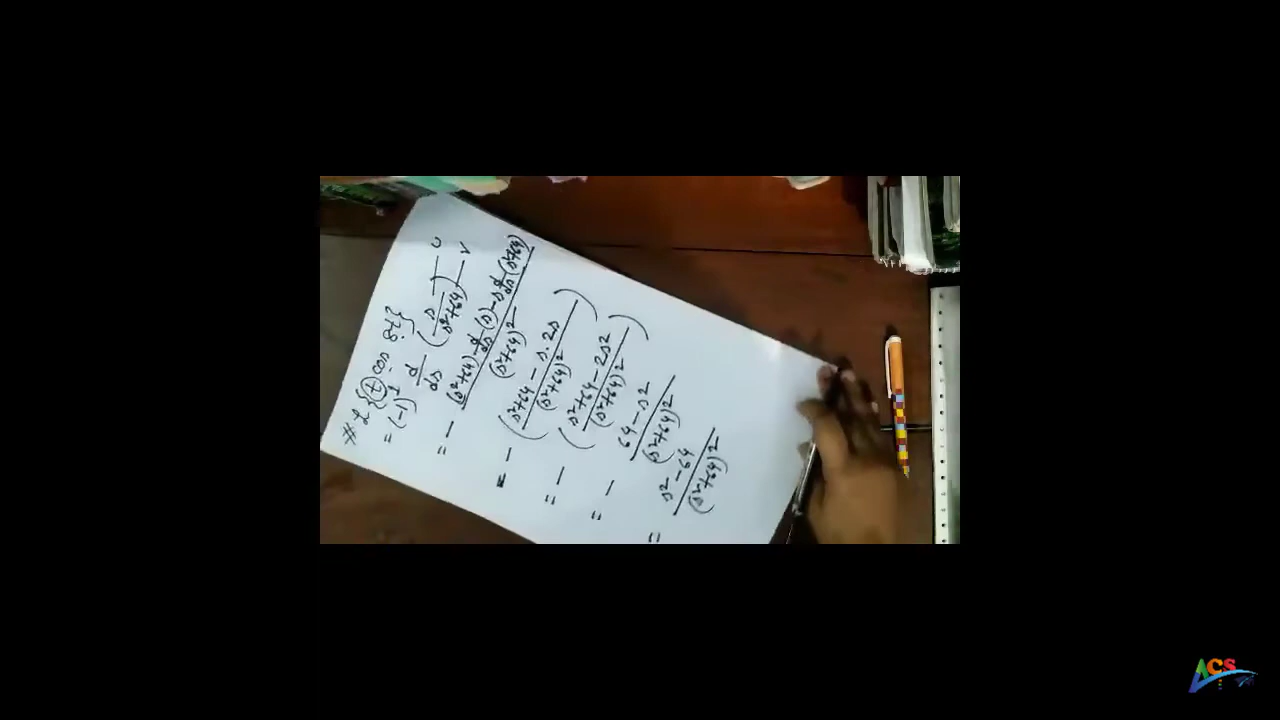 # L {t cos 8t}
= (-1)^1 d/ds (s/(s²+64)) — U — V
= - ((s²+64) · d/ds (s) - s d/ds (s²+64))/(s²+64)²
= - ((s²+64 - s. 2s)/(s²+64)²)
= - ((s²+64 - 2s²)/(s²+64)²)
= - (64 - s²)/(s²+64)²
= (s² - 64)/(s²+64)²
ACS